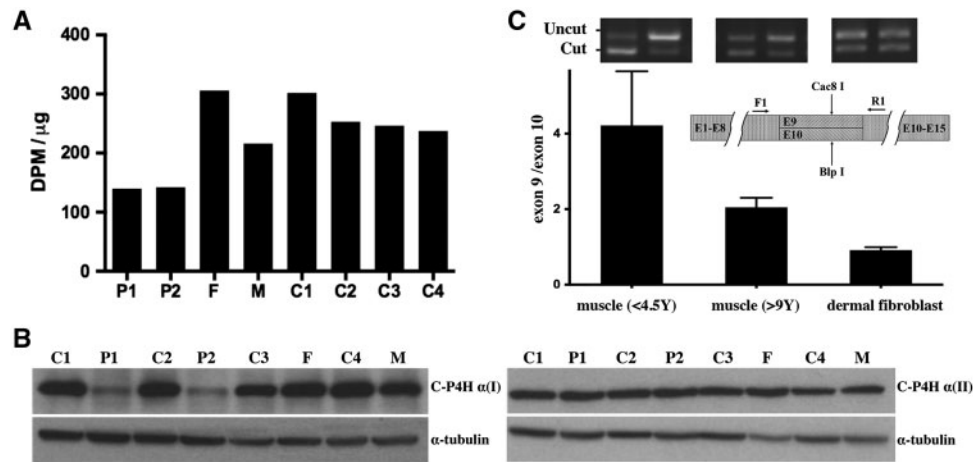 A
400
300
200
100
0
DPM / µg
P1 P2 F M C1 C2 C3 C4
C
Uncut
Cut
4
2
0
exon 9 /exon 10
Cac8 I
F1
R1
E1-E8
E9
E10
E10-E15
Blp I
muscle (<4.5Y) muscle (>9Y) dermal fibroblast
B
C1 P1 C2 P2 C3 F C4 M
C-P4H α(I)
α-tubulin
C1 P1 C2 P2 C3 F C4 M
C-P4H α(II)
α-tubulin